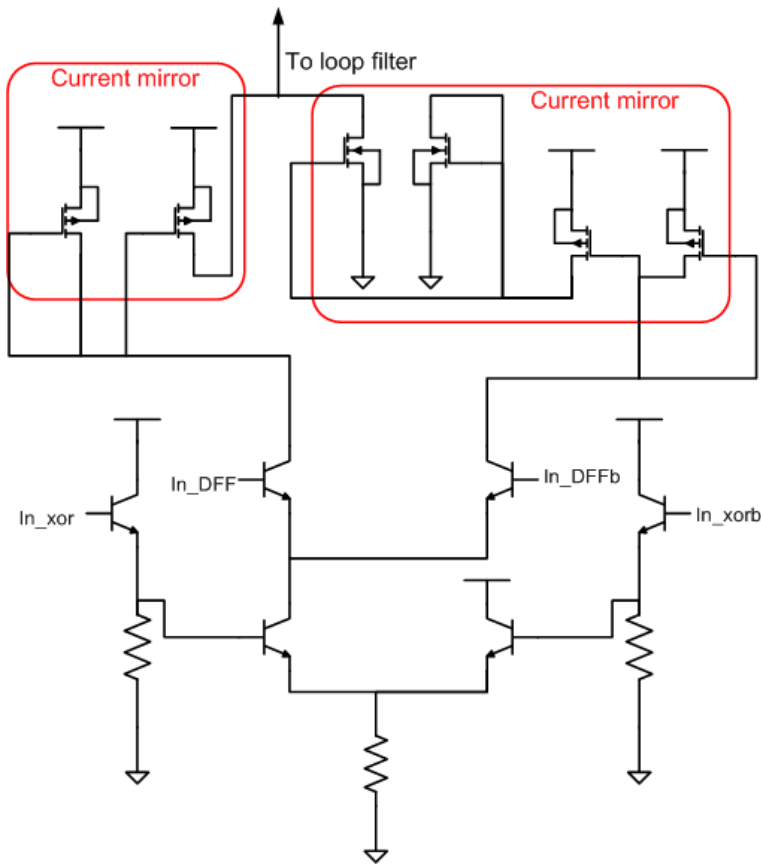 To loop filter
Current mirror
Current mirror
In_DFF
In_DFFb
In_xor
In_xorb